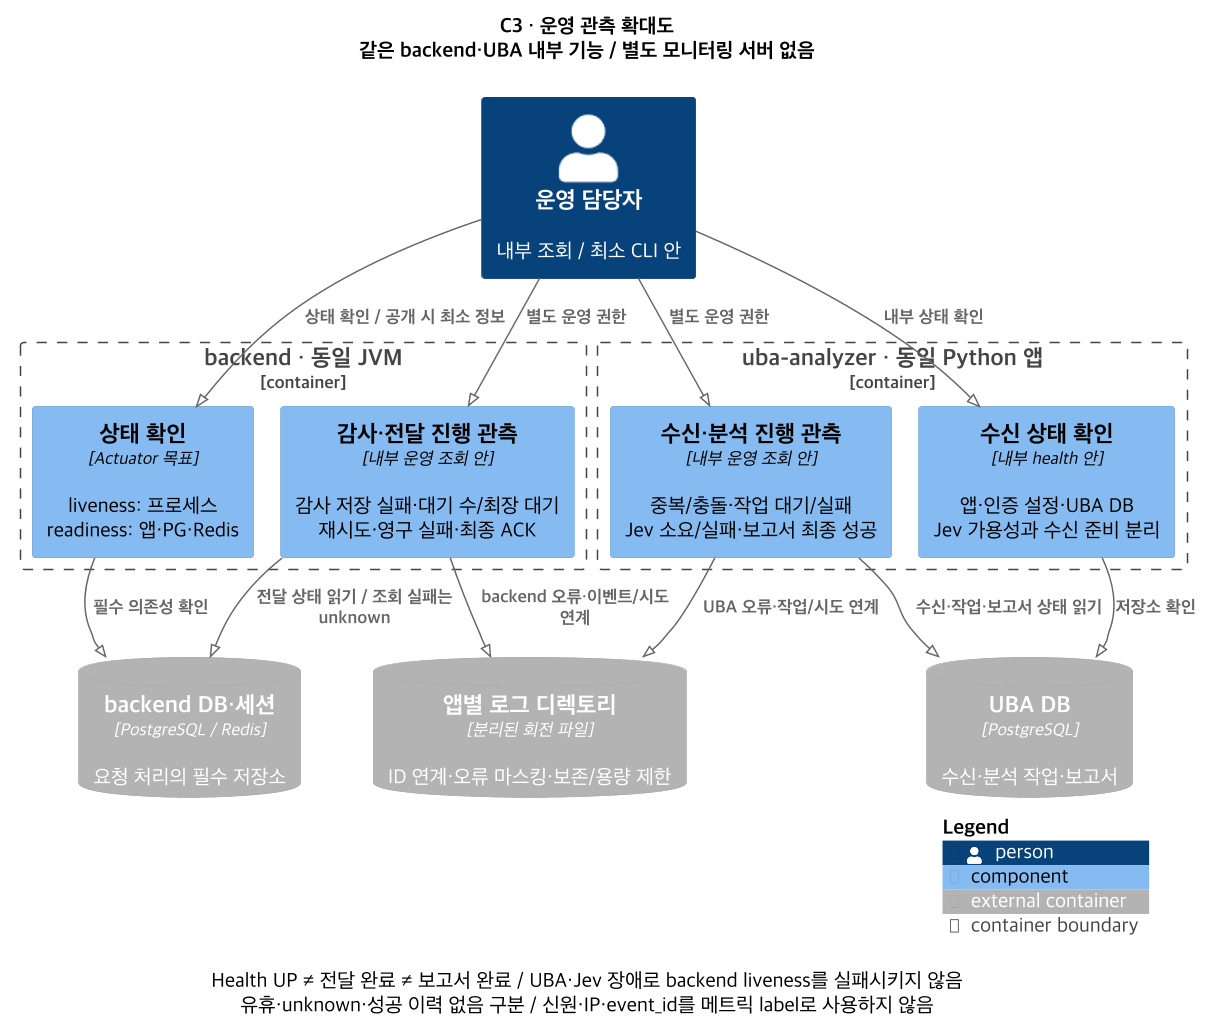 C3 · 운영 관측 확대도
같은 backend·UBA 내부 기능 / 별도 모니터링 서버 없음
운영 담당자
내부 조회 / 최소 CLI 안
상태 확인 / 공개 시 최소 정보
별도 운영 권한
별도 운영 권한
내부 상태 확인
backend · 동일 JVM
[container]
uba-analyzer · 동일 Python 앱
[container]
상태 확인
[Actuator 목표]
liveness: 프로세스
readiness: 앱·PG·Redis
감사·전달 진행 관측
[내부 운영 조회 안]
감사 저장 실패·대기 수/최장 대기
재시도·영구 실패·최종 ACK
수신·분석 진행 관측
[내부 운영 조회 안]
중복/충돌·작업 대기/실패
Jev 소요/실패·보고서 최종 성공
수신 상태 확인
[내부 health 안]
앱·인증 설정·UBA DB
Jev 가용성과 수신 준비 분리
필수 의존성 확인
전달 상태 읽기 / 조회 실패는
unknown
backend 오류·이벤트/시도
연계
UBA 오류·작업/시도 연계
수신·작업·보고서 상태 읽기
저장소 확인
backend DB·세션
[PostgreSQL / Redis]
요청 처리의 필수 저장소
앱별 로그 디렉토리
[분리된 회전 파일]
ID 연계·오류 마스킹·보존/용량 제한
UBA DB
[PostgreSQL]
수신·분석 작업·보고서
Legend
person
component
external container
container boundary
Health UP ≠ 전달 완료 ≠ 보고서 완료 / UBA·Jev 장애로 backend liveness를 실패시키지 않음
유휴·unknown·성공 이력 없음 구분 / 신원·IP·event_id를 메트릭 label로 사용하지 않음